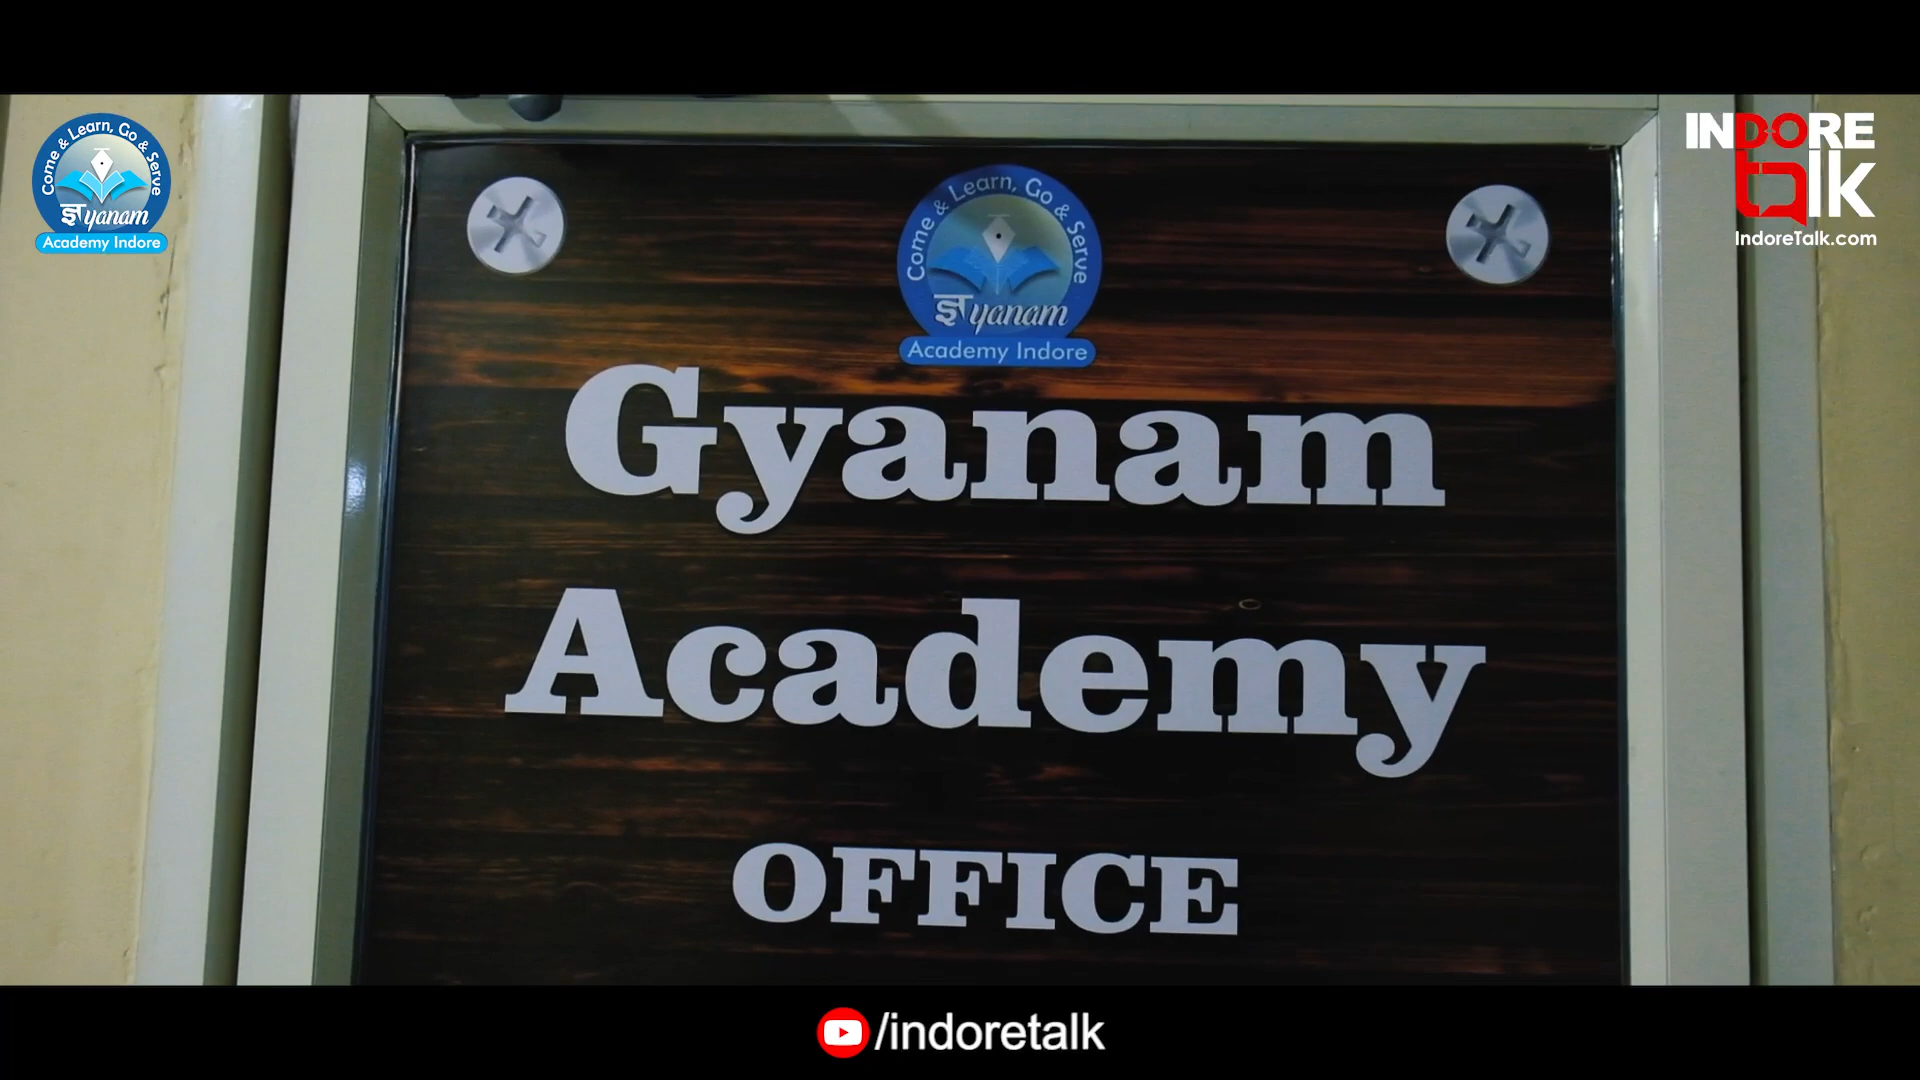 Come & Learn, Go & Serve
ज्ञyanam
Academy Indore
INDORE
talk
IndoreTalk.com
Come & Learn, Go & Serve
ज्ञyanam
Academy Indore
Gyanam
Academy
OFFICE
/indoretalk